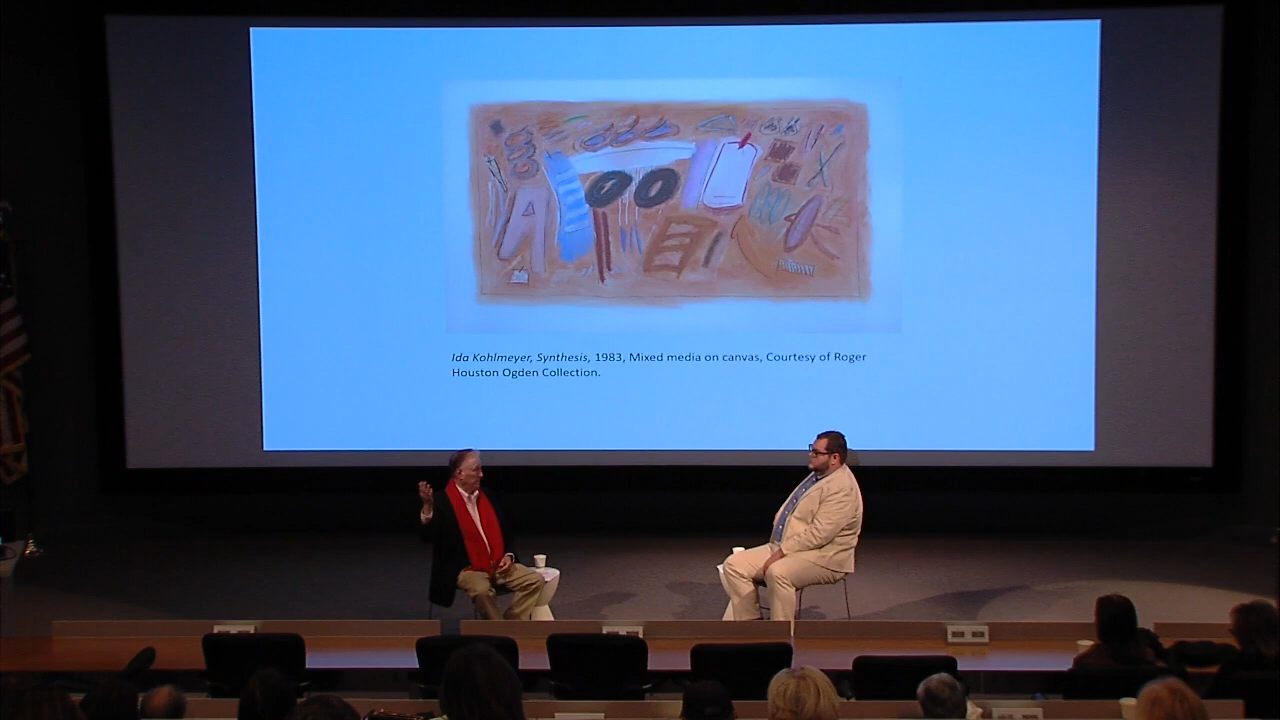 Ida Kohlmeyer, Synthesis, 1983, Mixed media on canvas, Courtesy of Roger
Houston Ogden Collection.